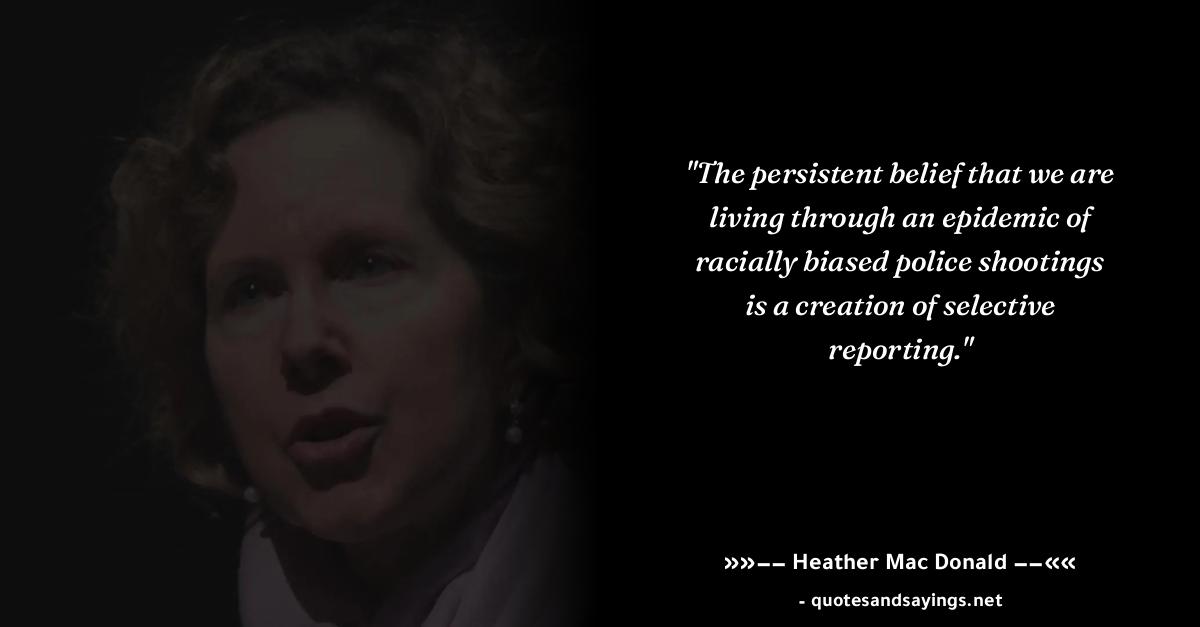 "The persistent belief that we are
living through an epidemic of
racially biased police shootings
is a creation of selective
reporting."
»»−− Heather Mac Donald −−««
- quotesandsayings.net